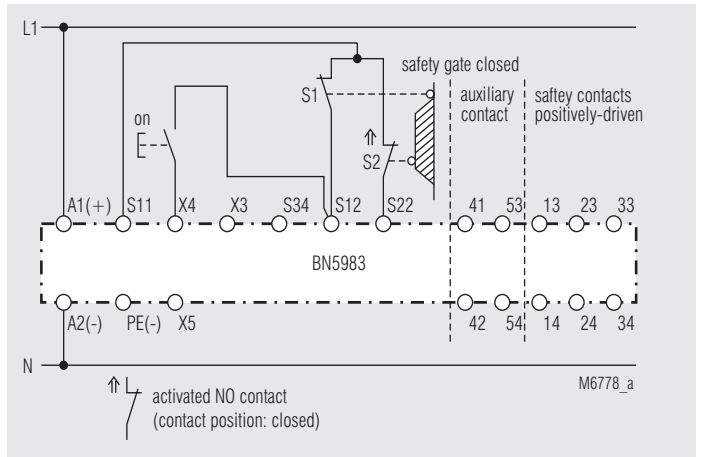 L1
safety gate closed
S1
auxiliary
contact
saftey contacts
positively-driven
on
S2
A1(+) S11 X4 X3 S34 S12 S22 41 53 13 23 33
BN5983
A2(-) PE(-) X5 42 54 14 24 34
N
M6778_a
activated NO contact
(contact position: closed)